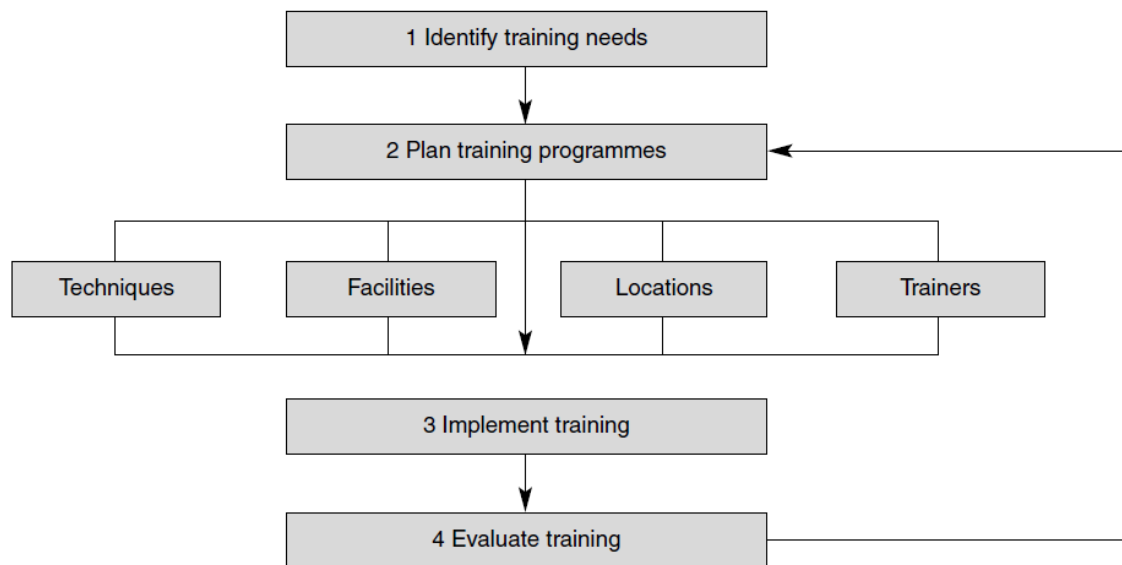 1 Identify training needs
2 Plan training programmes
Techniques
Facilities
Locations
Trainers
3 Implement training
4 Evaluate training